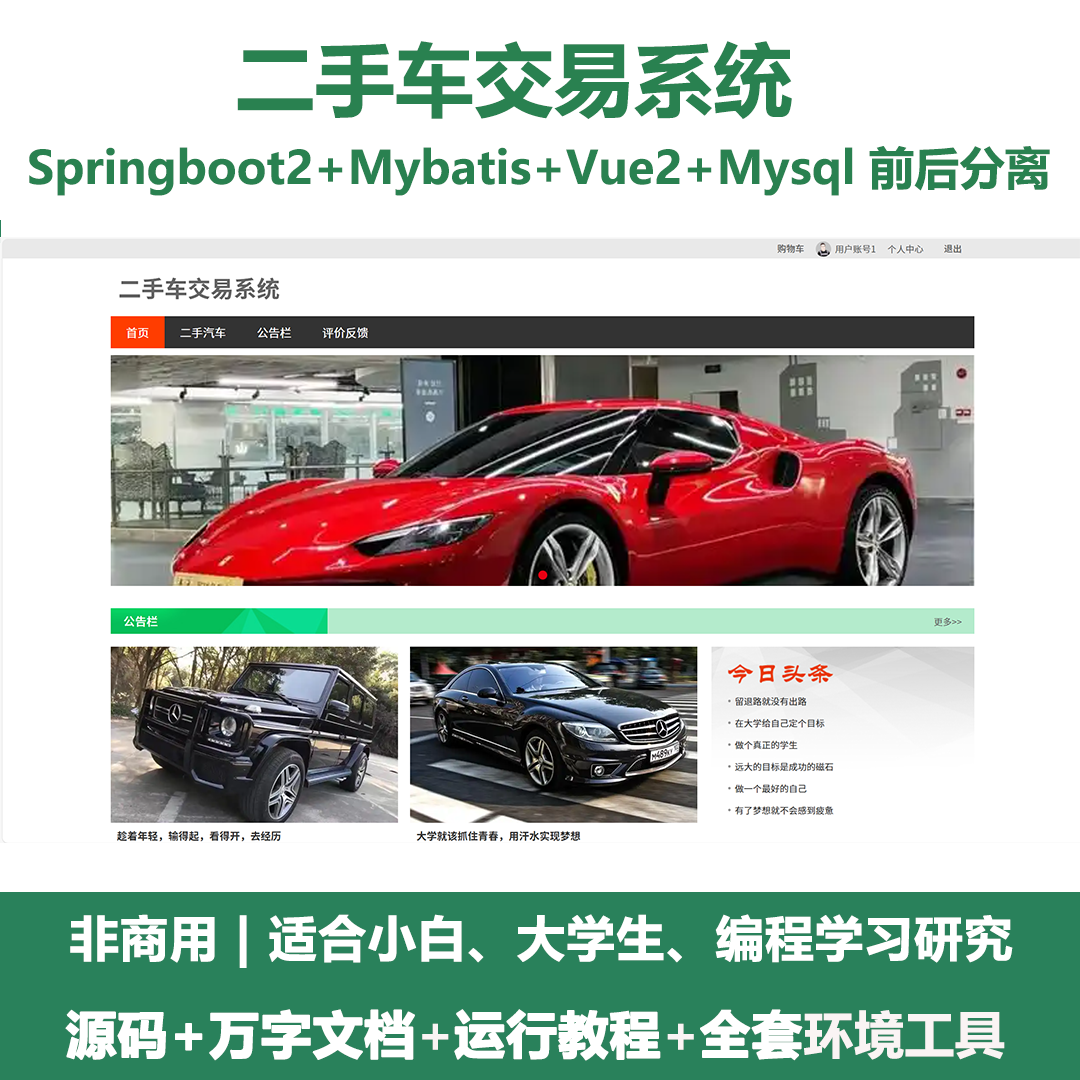 二手车交易系统
Springboot2+Mybatis+Vue2+Mysql 前后分离
购物车 用户账号1 个人中心 退出
二手车交易系统
首页 二手汽车 公告栏 评价反馈
公告栏 更多>>
今日头条
留退路就没有出路
在大学给自己定个目标
做个真正的学生
远大的目标是成功的磁石
做一个最好的自己
有了梦想就不会感到疲惫
趁着年轻，输得起，看得开，去经历
大学就该抓住青春，用汗水实现梦想
非商用｜适合小白、大学生、编程学习研究
源码+万字文档+运行教程+全套环境工具